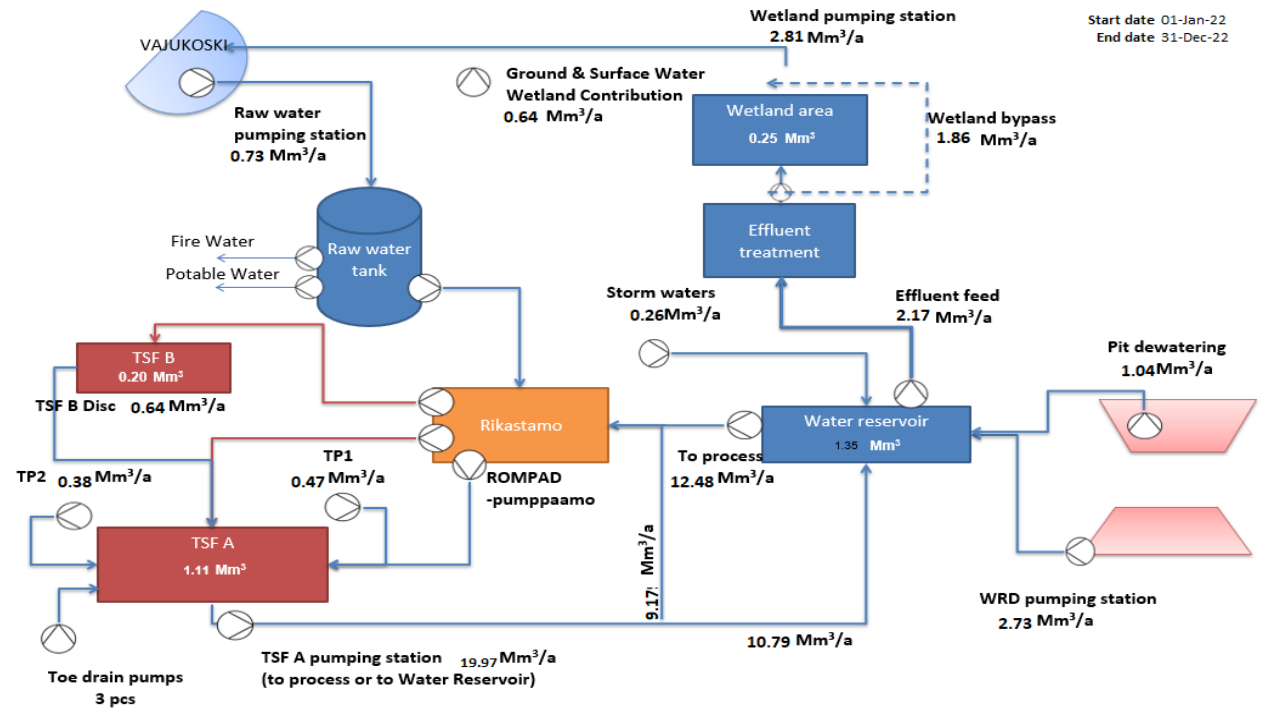 Wetland pumping station
2.81 Mm³/a
Start date 01-Jan-22
End date 31-Dec-22
VAJUKOSKI
Ground & Surface Water
Wetland Contribution
0.64 Mm³/a
Raw water
pumping station
0.73 Mm³/a
Wetland area
0.25 Mm³
Wetland bypass
1.86 Mm³/a
Effluent
treatment
Fire Water
Potable Water
Raw water
tank
Storm waters
0.26Mm³/a
Effluent feed
2.17 Mm³/a
Pit dewatering
1.04Mm³/a
TSF B
0.20 Mm³
TSF B Disc 0.64 Mm³/a
Rikastamo
Water reservoir
1.35 Mm³
To process
12.48 Mm³/a
TP2 0.38 Mm³/a
TP1
0.47 Mm³/a
ROMPAD
-pumppaamo
TSF A
1.11 Mm³
9.17 Mm³/a
WRD pumping station
2.73 Mm³/a
10.79 Mm³/a
TSF A pumping station 19.97 Mm³/a
(to process or to Water Reservoir)
Toe drain pumps
3 pcs